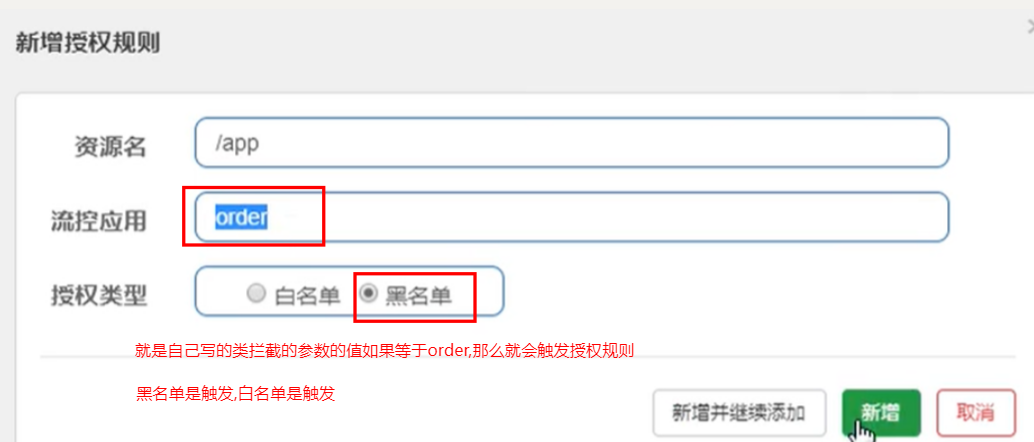 新增授权规则
资源名 /app
流控应用 order
授权类型 白名单 黑名单
就是自己写的类拦截的参数的值如果等于order,那么就会触发授权规则
黑名单是触发,白名单是触发
新增并继续添加 新增 取消